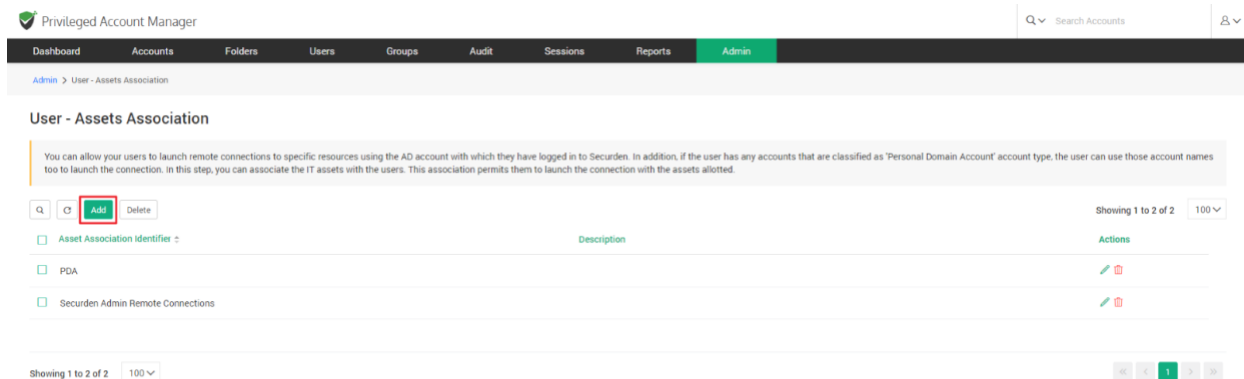 Privileged Account Manager
Search Accounts
Dashboard Accounts Folders Users Groups Audit Sessions Reports Admin
Admin > User - Assets Association
User - Assets Association
You can allow your users to launch remote connections to specific resources using the AD account with which they have logged in to Securden. In addition, if the user has any accounts that are classified as 'Personal Domain Account' account type, the user can use those account names
too to launch the connection. In this step, you can associate the IT assets with the users. This association permits them to launch the connection with the assets allotted.
Add Delete Showing 1 to 2 of 2 100
Asset Association Identifier Description Actions
PDA
Securden Admin Remote Connections
Showing 1 to 2 of 2 100 « < 1 > »